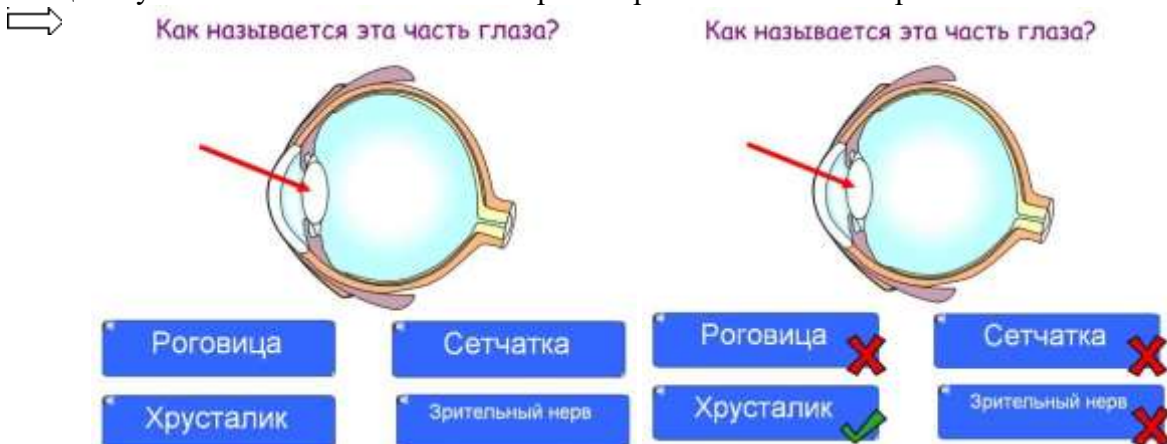 Как называется эта часть глаза?
Как называется эта часть глаза?
Роговица
Сетчатка
Хрусталик
Зрительный нерв
Роговица
Сетчатка
Хрусталик
Зрительный нерв